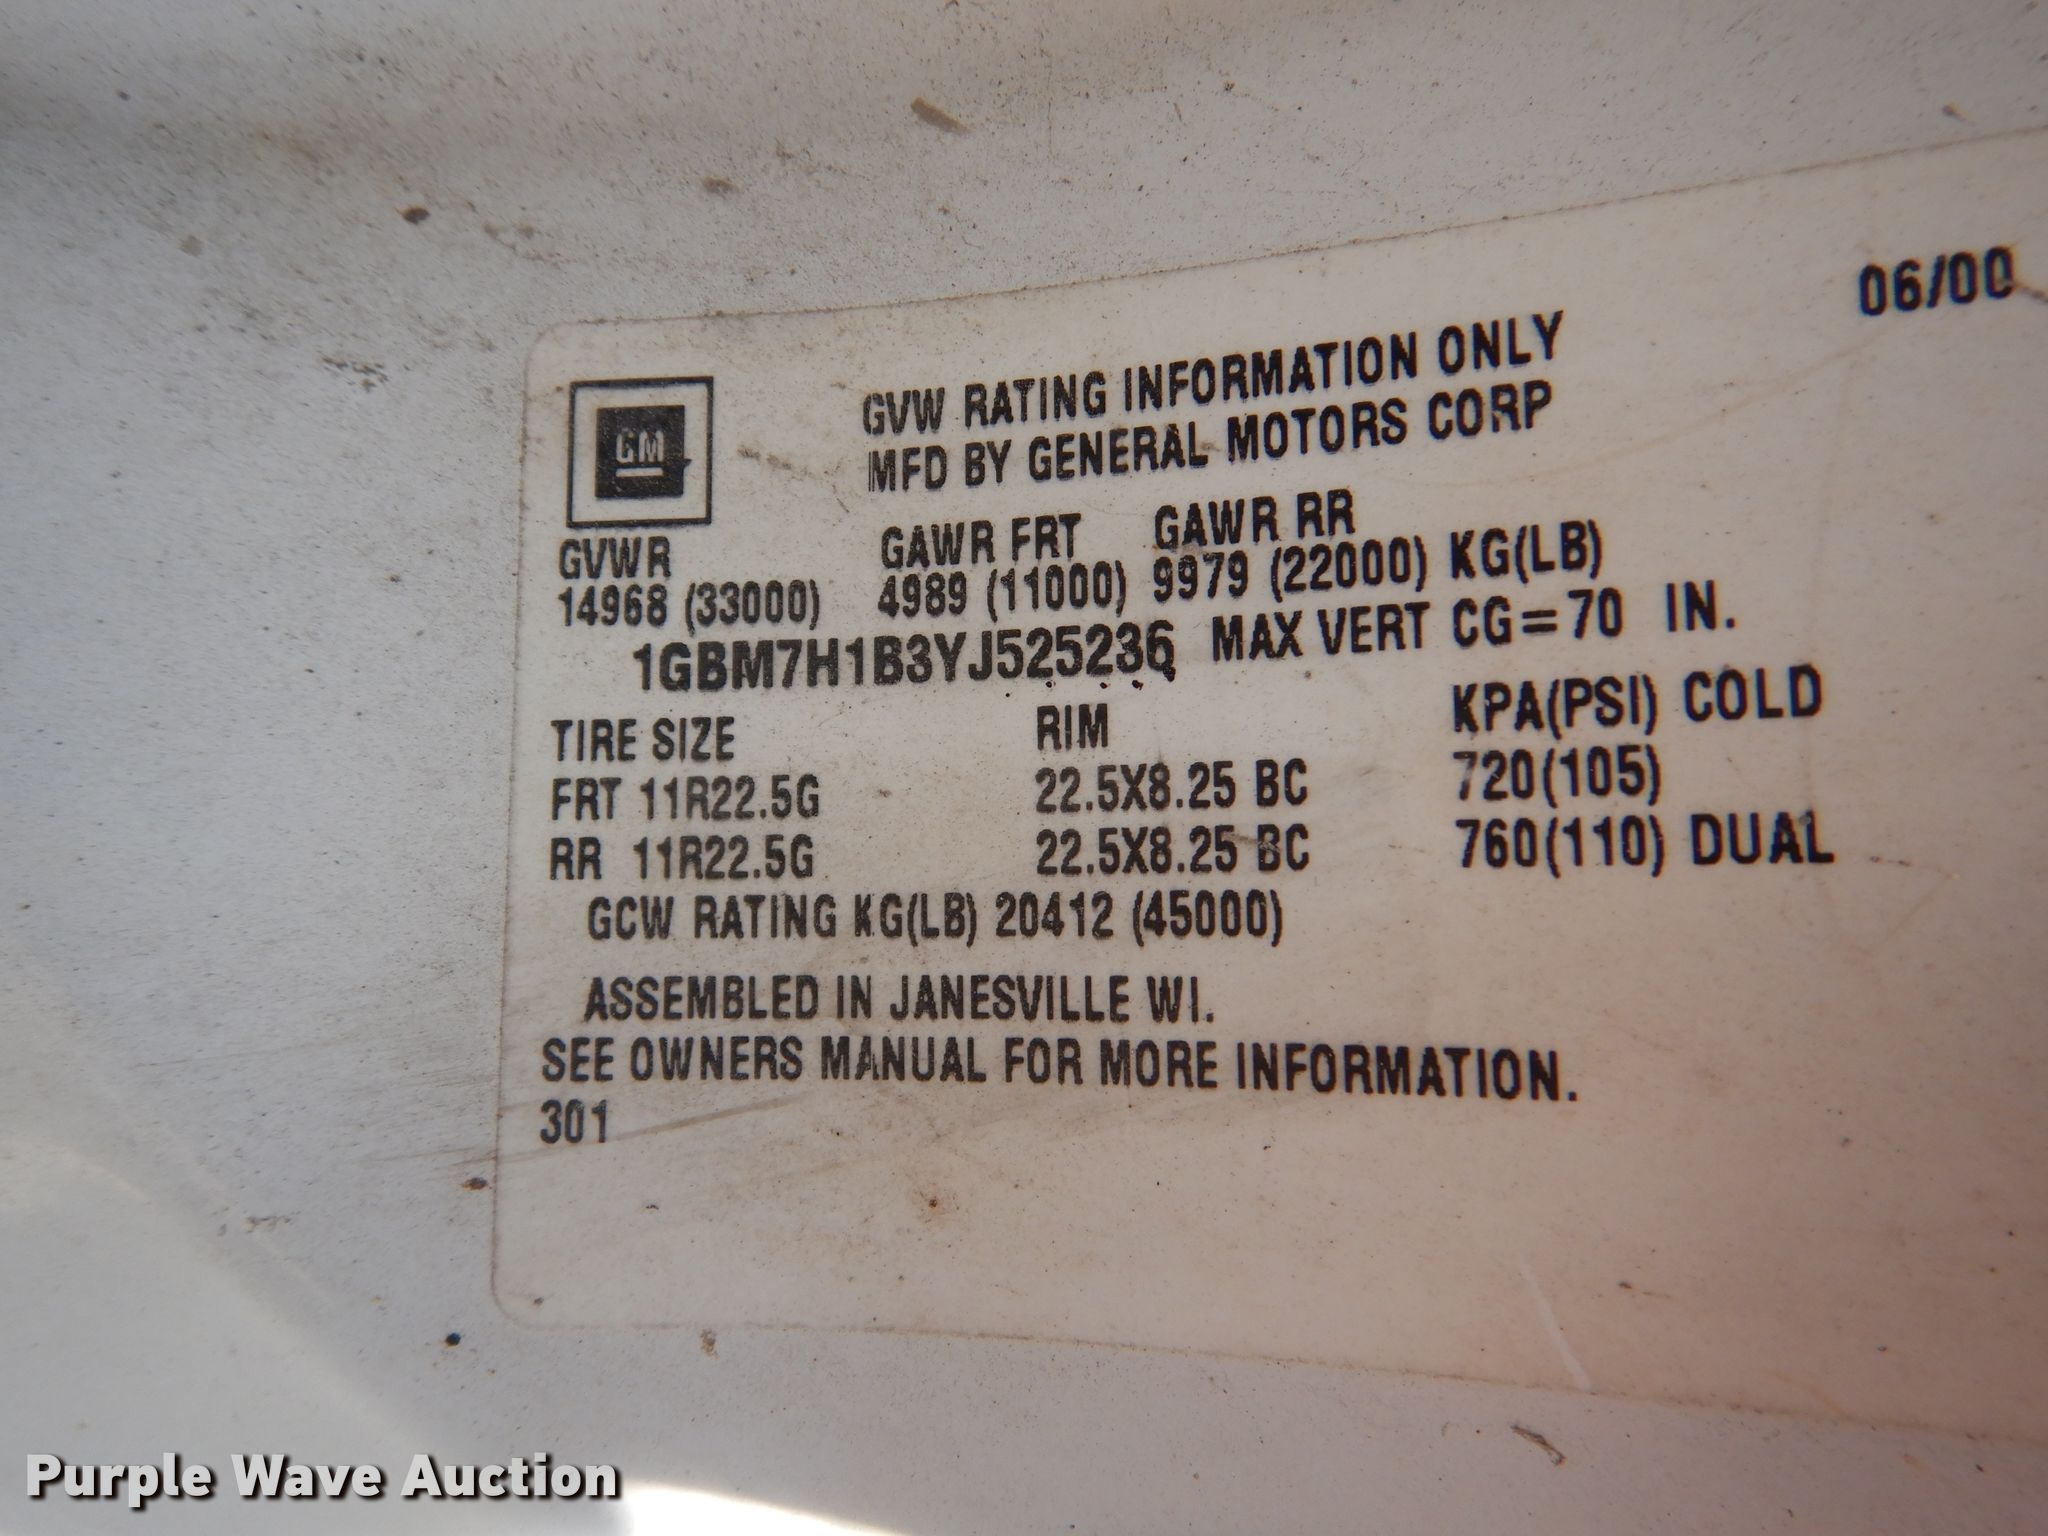 06/00
GM
GVW RATING INFORMATION ONLY
MFD BY GENERAL MOTORS CORP
GVWR GAWR FRT GAWR RR
14968 (33000) 4989 (11000) 9979 (22000) KG(LB)
1GBM7H1B3YJ525236 MAX VERT CG=70 IN.
TIRE SIZE RIM KPA(PSI) COLD
FRT 11R22.5G 22.5X8.25 BC 720(105)
RR 11R22.5G 22.5X8.25 BC 760(110) DUAL
GCW RATING KG(LB) 20412 (45000)
ASSEMBLED IN JANESVILLE WI.
SEE OWNERS MANUAL FOR MORE INFORMATION.
301
Purple Wave Auction